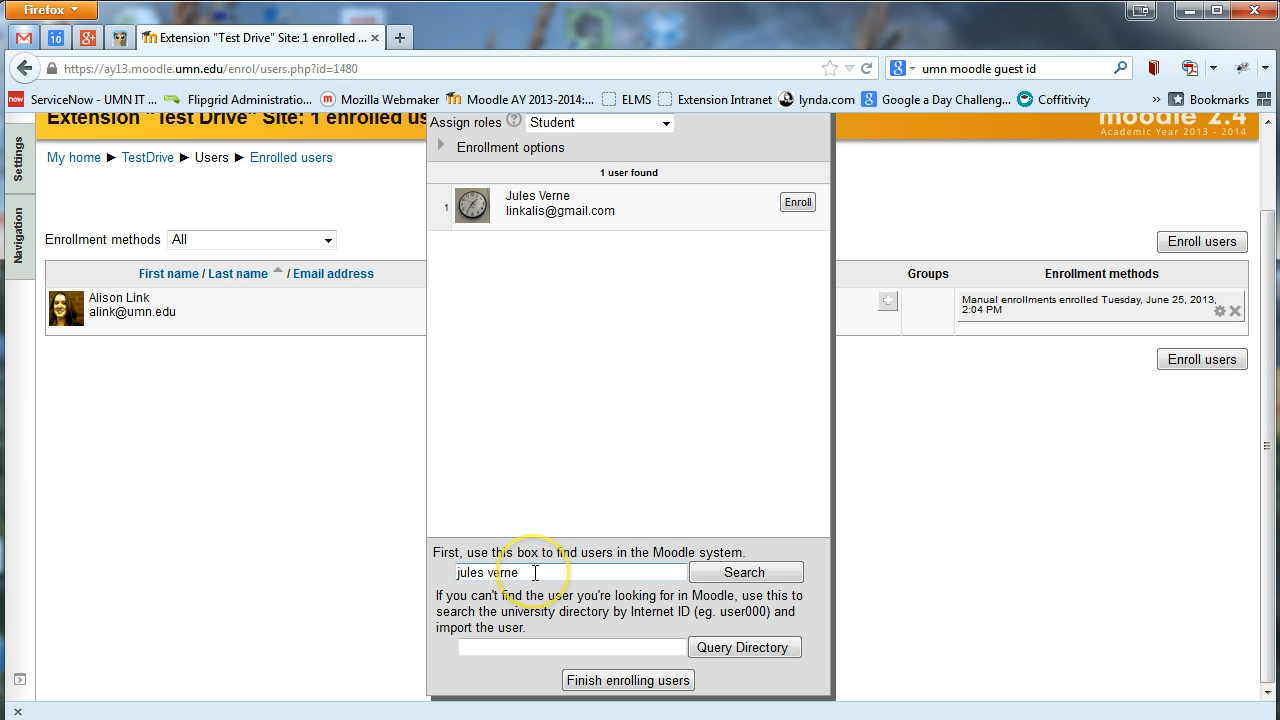 Firefox
10
Extension "Test Drive" Site: 1 enrolled ...
https://ay13.moodle.umn.edu/enrol/users.php?id=1480
umn moodle guest id
now ServiceNow - UMN IT ...
Flipgrid Administratio...
Mozilla Webmaker
Moodle AY 2013-2014:...
ELMS
Extension Intranet
lynda.com
Google a Day Challeng...
Coffitivity
»
Bookmarks
Settings
Navigation
Extension "Test Drive" Site: 1 enrolled us
moodle 2.4
Academic Year 2013 - 2014
My home ► TestDrive ► Users ► Enrolled users
Enrollment methods All
Enroll users
First name / Last name / Email address
Groups
Enrollment methods
Alison Link
alink@umn.edu
Manual enrollments enrolled Tuesday, June 25, 2013,
2:04 PM
Enroll users
Assign roles Student
Enrollment options
1 user found
1
Jules Verne
linkalis@gmail.com
Enroll
First, use this box to find users in the Moodle system.
jules verne
Search
If you can't find the user you're looking for in Moodle, use this to
search the university directory by Internet ID (eg. user000) and
import the user.
Query Directory
Finish enrolling users